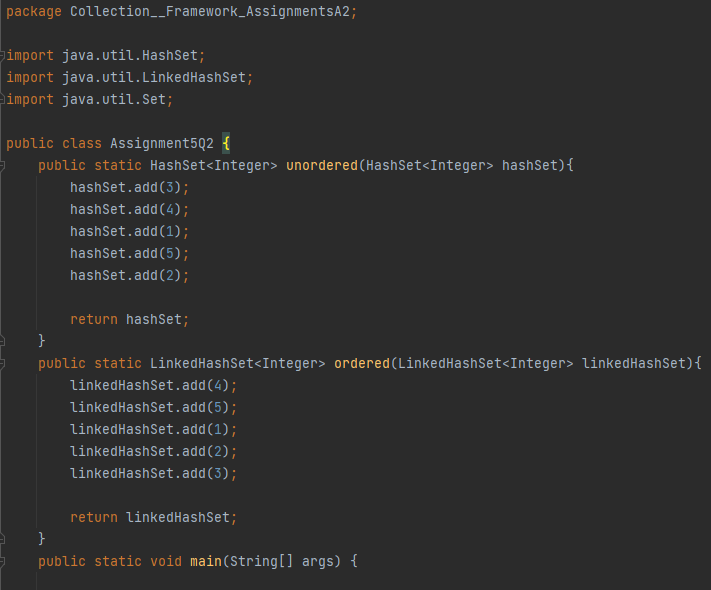 package Collection__Framework_AssignmentsA2;
import java.util.HashSet;
import java.util.LinkedHashSet;
import java.util.Set;
public class Assignment5Q2 {
public static HashSet<Integer> unordered(HashSet<Integer> hashSet){
hashSet.add(3);
hashSet.add(4);
hashSet.add(1);
hashSet.add(5);
hashSet.add(2);
return hashSet;
}
public static LinkedHashSet<Integer> ordered(LinkedHashSet<Integer> linkedHashSet){
linkedHashSet.add(4);
linkedHashSet.add(5);
linkedHashSet.add(1);
linkedHashSet.add(2);
linkedHashSet.add(3);
return linkedHashSet;
}
public static void main(String[] args) {